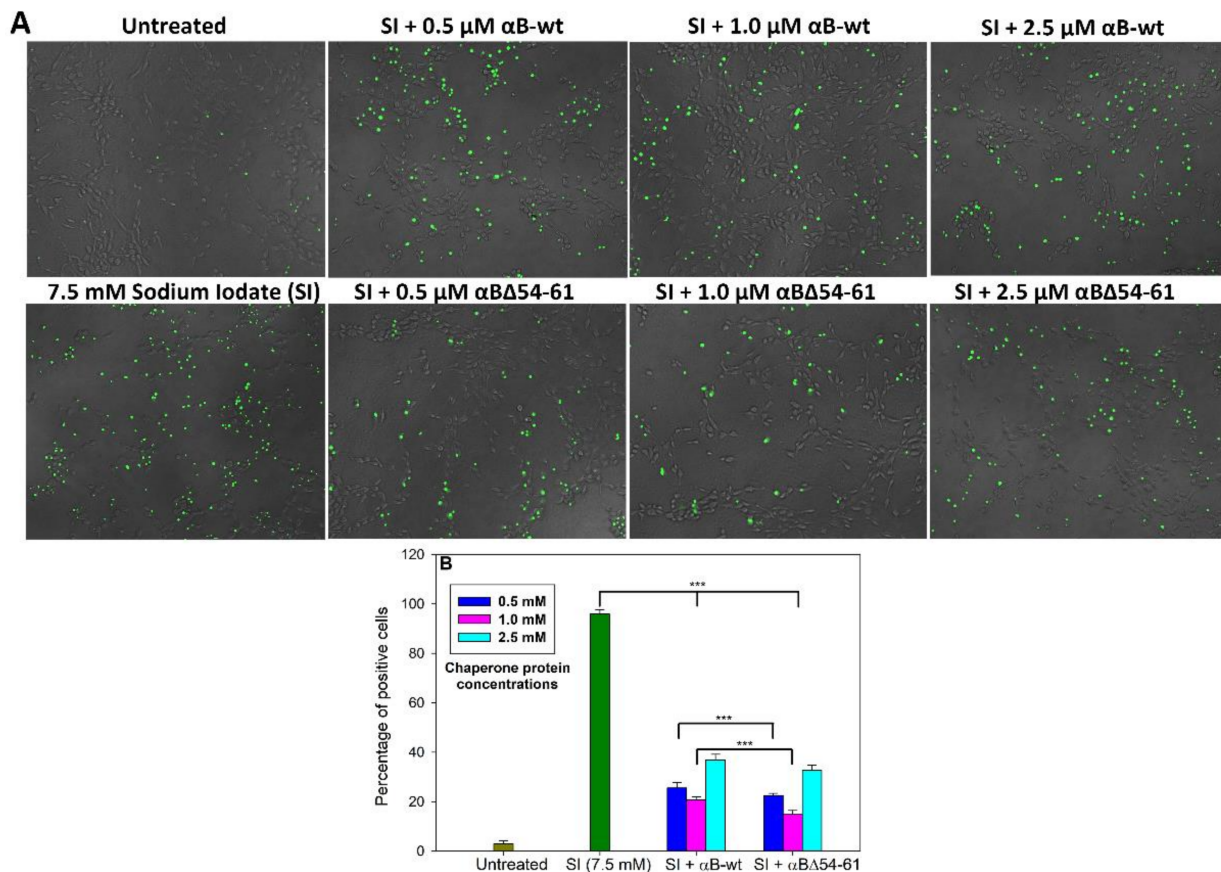 A
Untreated
SI + 0.5 μM αB-wt
SI + 1.0 μM αB-wt
SI + 2.5 μM αB-wt
7.5 mM Sodium Iodate (SI)
SI + 0.5 μM αBΔ54-61
SI + 1.0 μM αBΔ54-61
SI + 2.5 μM αBΔ54-61
B
120
100
80
60
40
20
0
Percentage of positive cells
0.5 mM
1.0 mM
2.5 mM
Chaperone protein
concentrations
***
***
***
Untreated
SI (7.5 mM)
SI + αB-wt
SI + αBΔ54-61